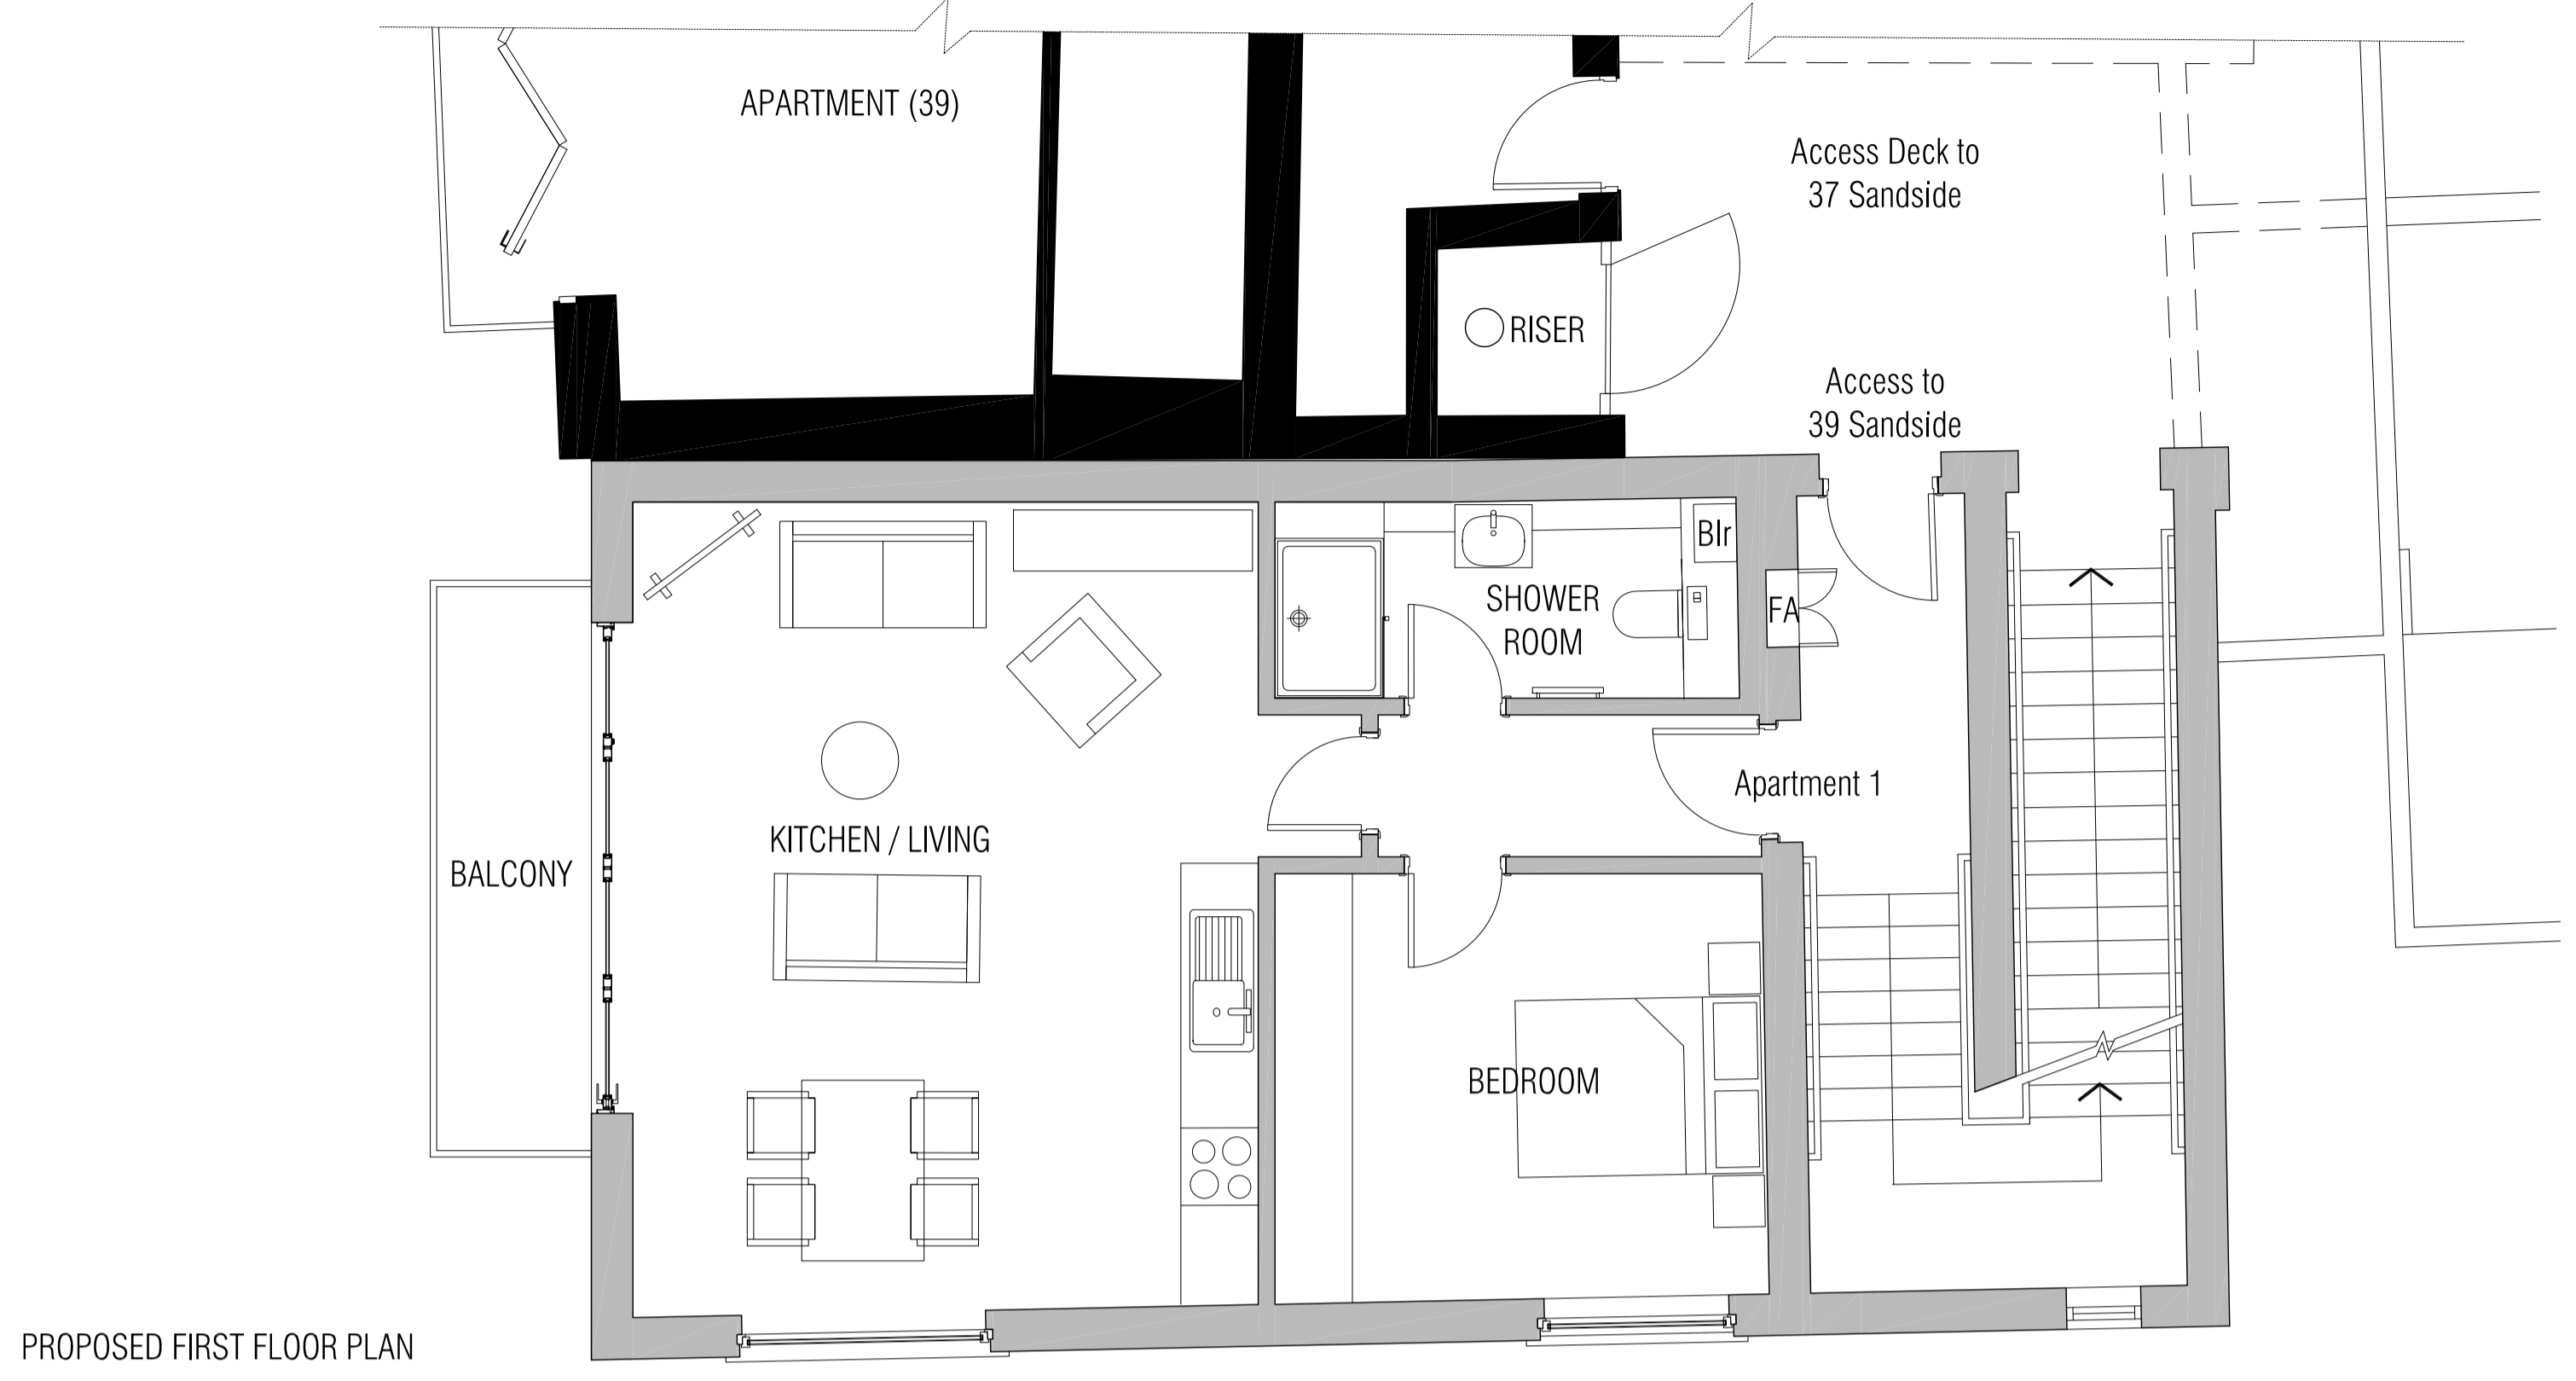 APARTMENT (39)
Access Deck to
37 Sandside
RISER
Access to
39 Sandside
Blr
SHOWER
ROOM
FA
Apartment 1
KITCHEN / LIVING
BALCONY
BEDROOM
PROPOSED FIRST FLOOR PLAN